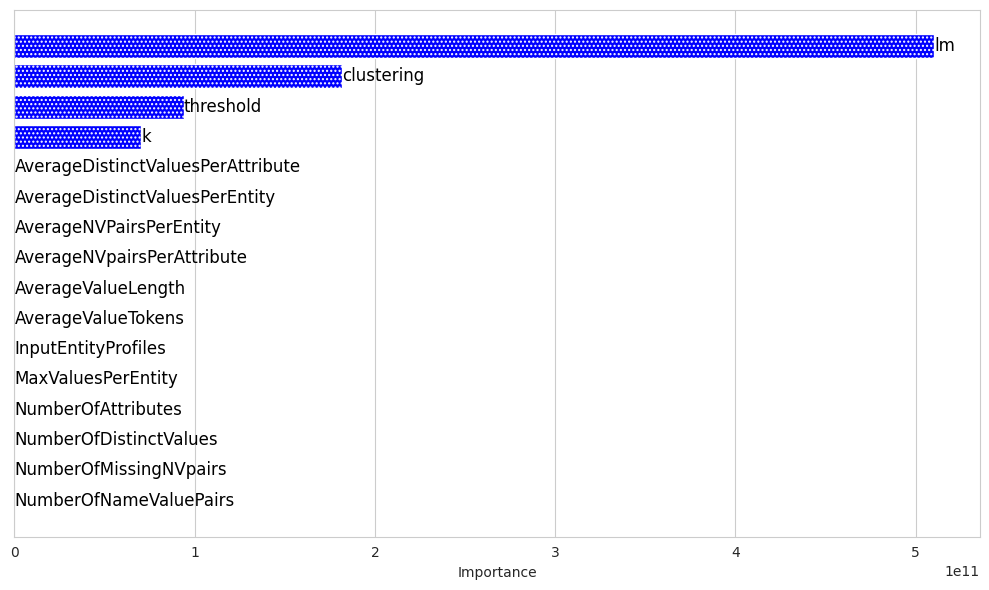 lm
clustering
threshold
k
AverageDistinctValuesPerAttribute
AverageDistinctValuesPerEntity
AverageNVPairsPerEntity
AverageNVpairsPerAttribute
AverageValueLength
AverageValueTokens
InputEntityProfiles
MaxValuesPerEntity
NumberOfAttributes
NumberOfDistinctValues
NumberOfMissingNVpairs
NumberOfNameValuePairs
0 1 2 3 4 5
1e11
Importance